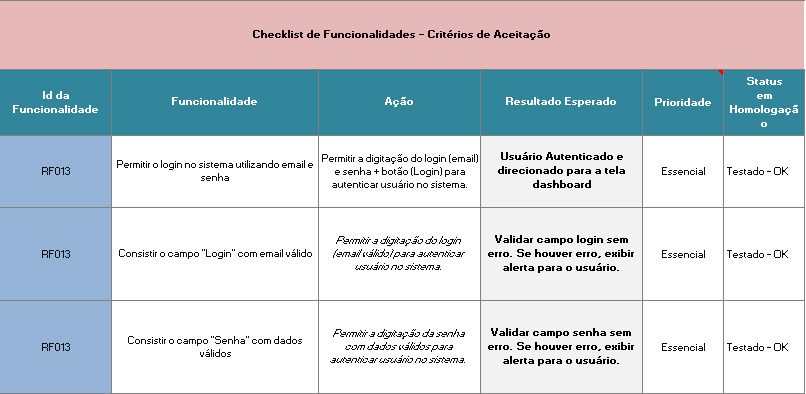 Checklist de Funcionalidades - Critérios de Aceitação
Id da
Funcionalidade
Funcionalidade
Ação
Resultado Esperado
Prioridade
Status
em
Homologaçã
o
RF013
Permitir o login no sistema utilizando email e
senha
Permitir a digitação do login (email)
e senha + botão (Login) para
autenticar usuário no sistema.
Usuário Autenticado e
direcionado para a tela
dashboard
Essencial
Testado - OK
RF013
Consistir o campo "Login" com email válido
Permitir a digitação do login
(email válido) para autenticar
usuário no sistema.
Validar campo login sem
erro. Se houver erro, exibir
alerta para o usuário.
Essencial
Testado - OK
RF013
Consistir o campo "Senha" com dados
válidos
Permitir a digitação da senha
com dados válidos para
autenticar usuário no sistema.
Validar campo senha sem
erro. Se houver erro, exibir
alerta para o usuário.
Essencial
Testado - OK